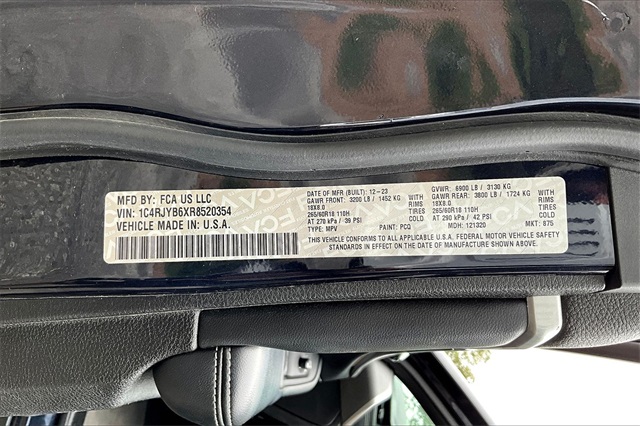 MFD BY: FCA US LLC
VIN: 1C4RJYB6XR8520354
VEHICLE MADE IN U.S.A.
DATE OF MFR (BUILT): 12-23
GAWR FRONT: 3200 LB / 1452 KG
18X8.0
265/60R18 110H
AT 270 kPa / 39 PSI
TYPE: MPV PAINT: PCQ
RIMS
TIRES
COLD
GVWR: 6900 LB / 3130 KG
GAWR REAR: 3800 LB / 1724 KG
18X8.0 RIMS
265/60R18 110H TIRES
AT 290 kPa / 42 PSI COLD
MDH: 121320 MKT: 875
THIS VEHICLE CONFORMS TO ALL APPLICABLE U.S.A. FEDERAL MOTOR VEHICLE SAFETY
STANDARDS IN EFFECT ON THE DATE OF MANUFACTURE SHOWN ABOVE